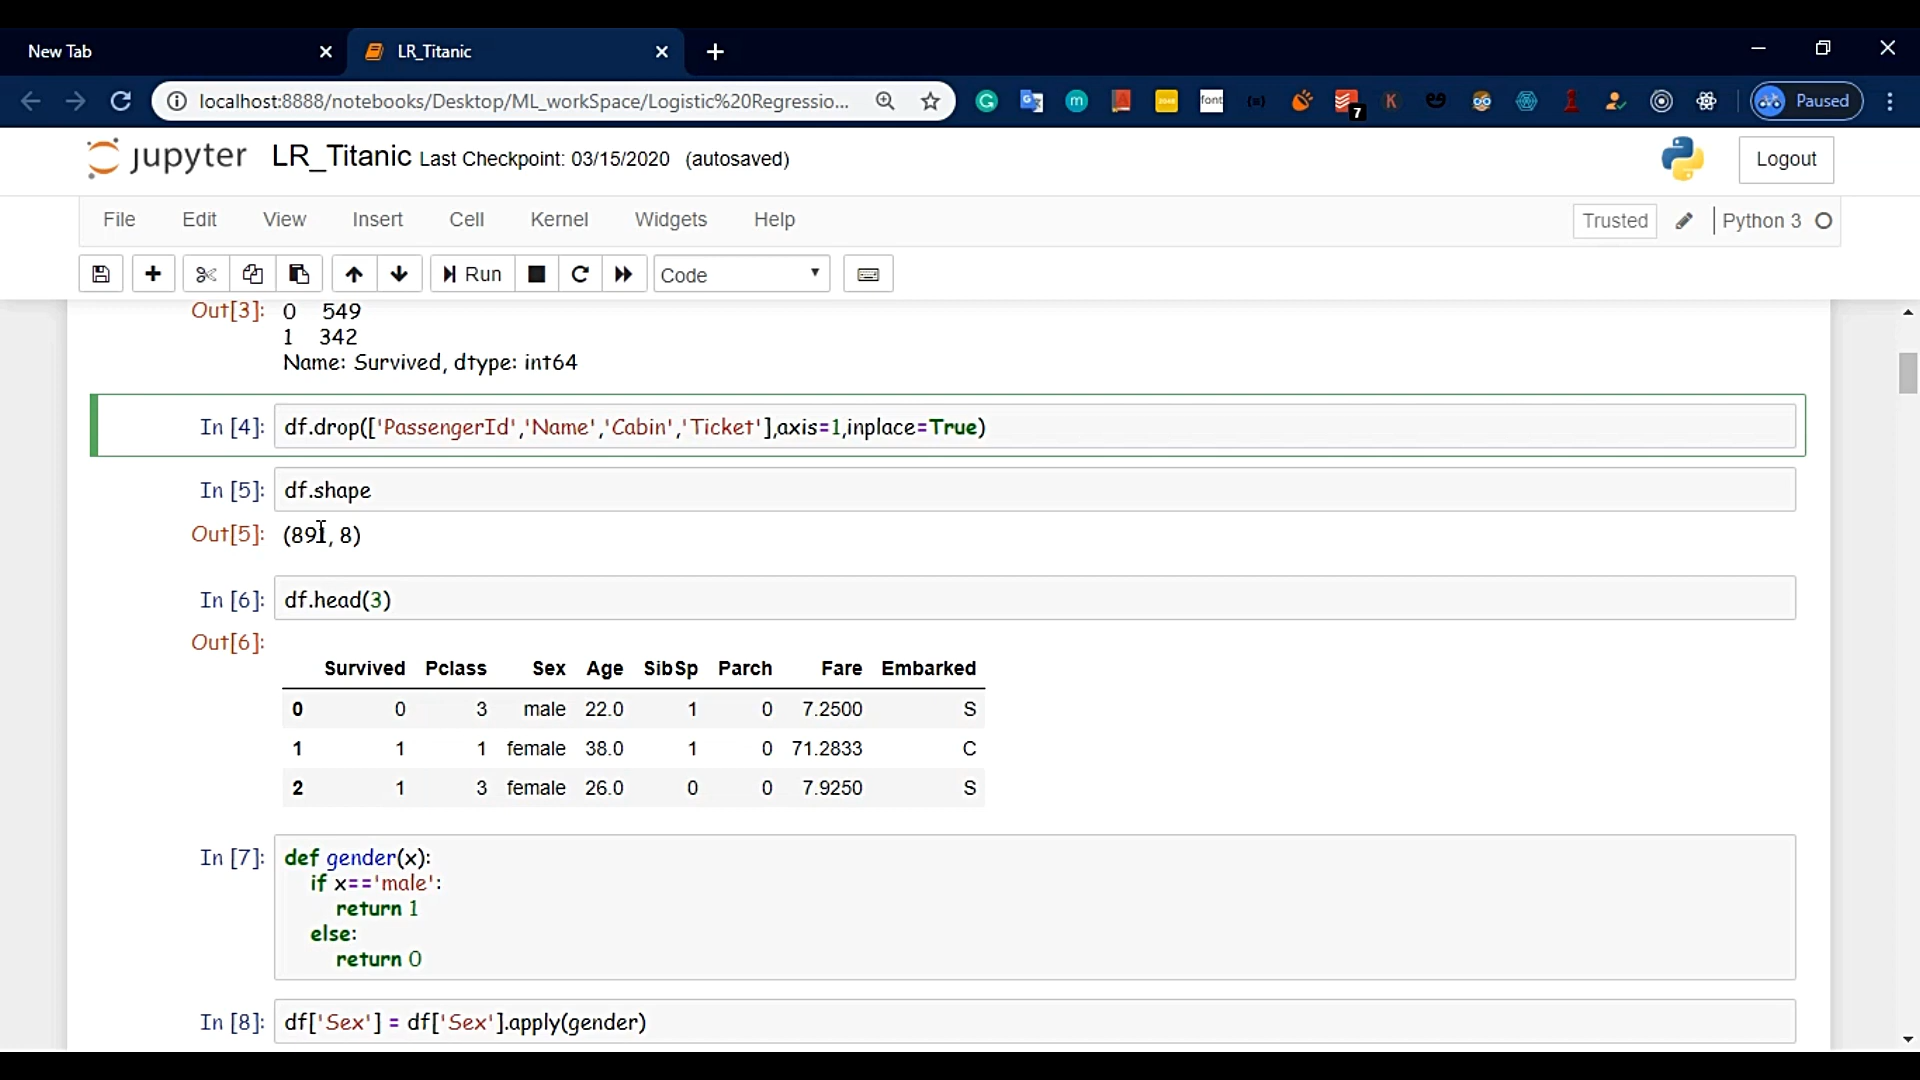 New Tab
LR_Titanic
localhost:8888/notebooks/Desktop/ML_workSpace/Logistic%20Regressio...
font
7
Paused
jupyter LR_Titanic Last Checkpoint: 03/15/2020 (autosaved)
Logout
File Edit View Insert Cell Kernel Widgets Help
Trusted Python 3
Run Code
Out[3]: 0 549
1 342
Name: Survived, dtype: int64
In [4]: df.drop(['PassengerId','Name','Cabin','Ticket'],axis=1,inplace=True)
In [5]: df.shape
Out[5]: (891, 8)
In [6]: df.head(3)
Out[6]:
Survived Pclass Sex Age SibSp Parch Fare Embarked
0 0 3 male 22.0 1 0 7.2500 S
1 1 1 female 38.0 1 0 71.2833 C
2 1 3 female 26.0 0 0 7.9250 S
In [7]: def gender(x):
if x=='male':
return 1
else:
return 0
In [8]: df['Sex'] = df['Sex'].apply(gender)